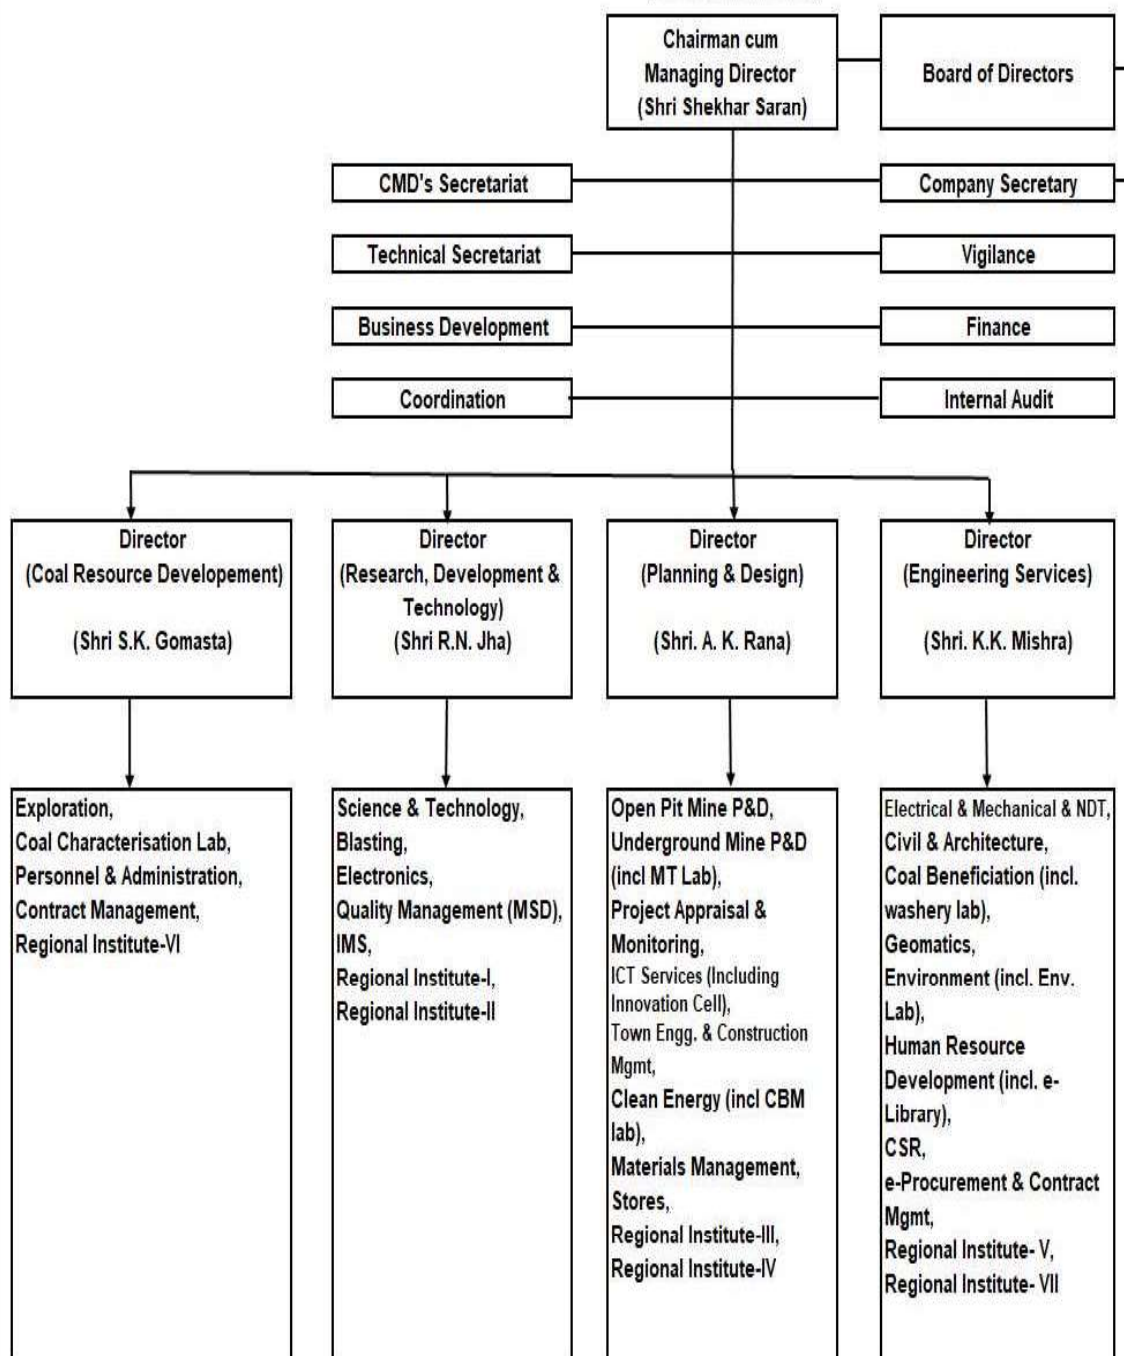 Chairman cum
Managing Director
(Shri Shekhar Saran)
Board of Directors
CMD's Secretariat
Company Secretary
Technical Secretariat
Vigilance
Business Development
Finance
Coordination
Internal Audit
Director
(Coal Resource Developement)
(Shri S.K. Gomasta)
Director
(Research, Development &
Technology)
(Shri R.N. Jha)
Director
(Planning & Design)
(Shri. A. K. Rana)
Director
(Engineering Services)
(Shri. K.K. Mishra)
Exploration,
Coal Characterisation Lab,
Personnel & Administration,
Contract Management,
Regional Institute-VI
Science & Technology,
Blasting,
Electronics,
Quality Management (MSD),
IMS,
Regional Institute-I,
Regional Institute-II
Open Pit Mine P&D,
Underground Mine P&D
(incl MT Lab),
Project Appraisal &
Monitoring,
ICT Services (Including
Innovation Cell),
Town Engg. & Construction
Mgmt,
Clean Energy (incl CBM
lab),
Materials Management,
Stores,
Regional Institute-III,
Regional Institute-IV
Electrical & Mechanical & NDT,
Civil & Architecture,
Coal Beneficiation (incl.
washery lab),
Geomatics,
Environment (incl. Env.
Lab),
Human Resource
Development (incl. e-
Library),
CSR,
e-Procurement & Contract
Mgmt,
Regional Institute- V,
Regional Institute- VII